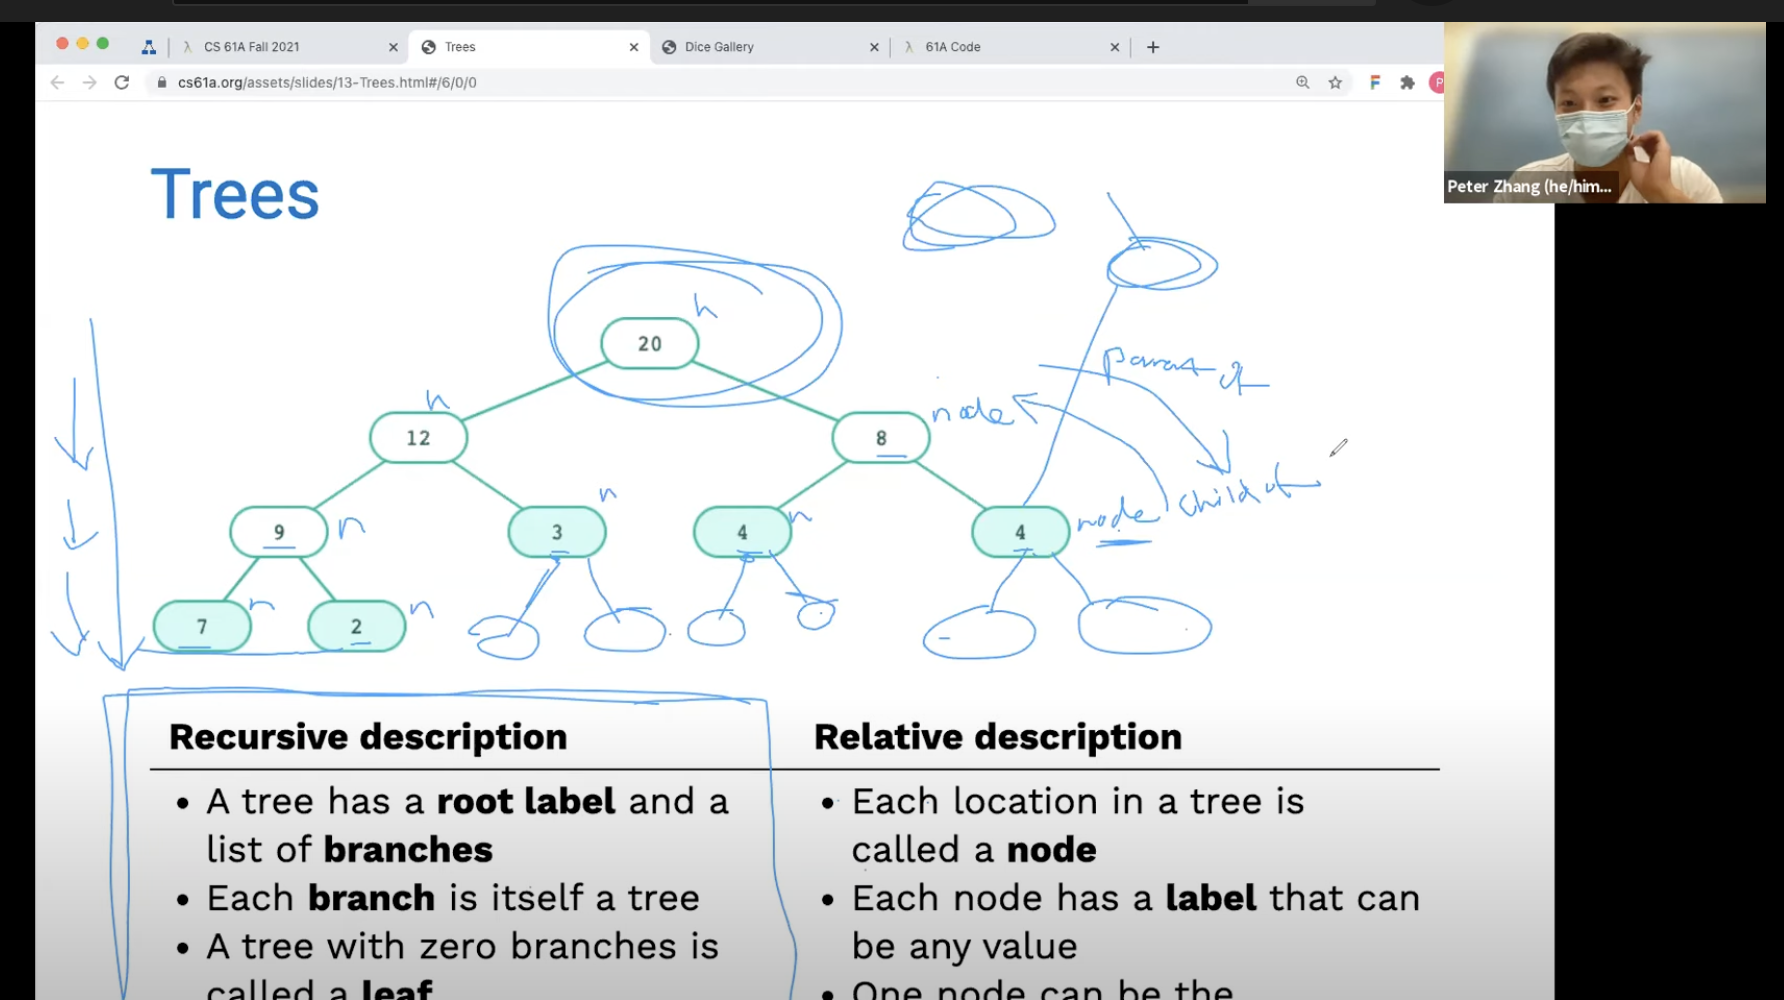 CS 61A Fall 2021
Trees
Dice Gallery
61A Code
cs61a.org/assets/slides/13-Trees.html#/6/0/0
P
Peter Zhang (he/him...
Trees
20 n
n
12
8 node
parent of
child of
9 n
3 n
4 n
4 node
7 n
2 n
Recursive description
• A tree has a root label and a
list of branches
• Each branch is itself a tree
• A tree with zero branches is
called a leaf
Relative description
• Each location in a tree is
called a node
• Each node has a label that can
be any value
• One node can be the